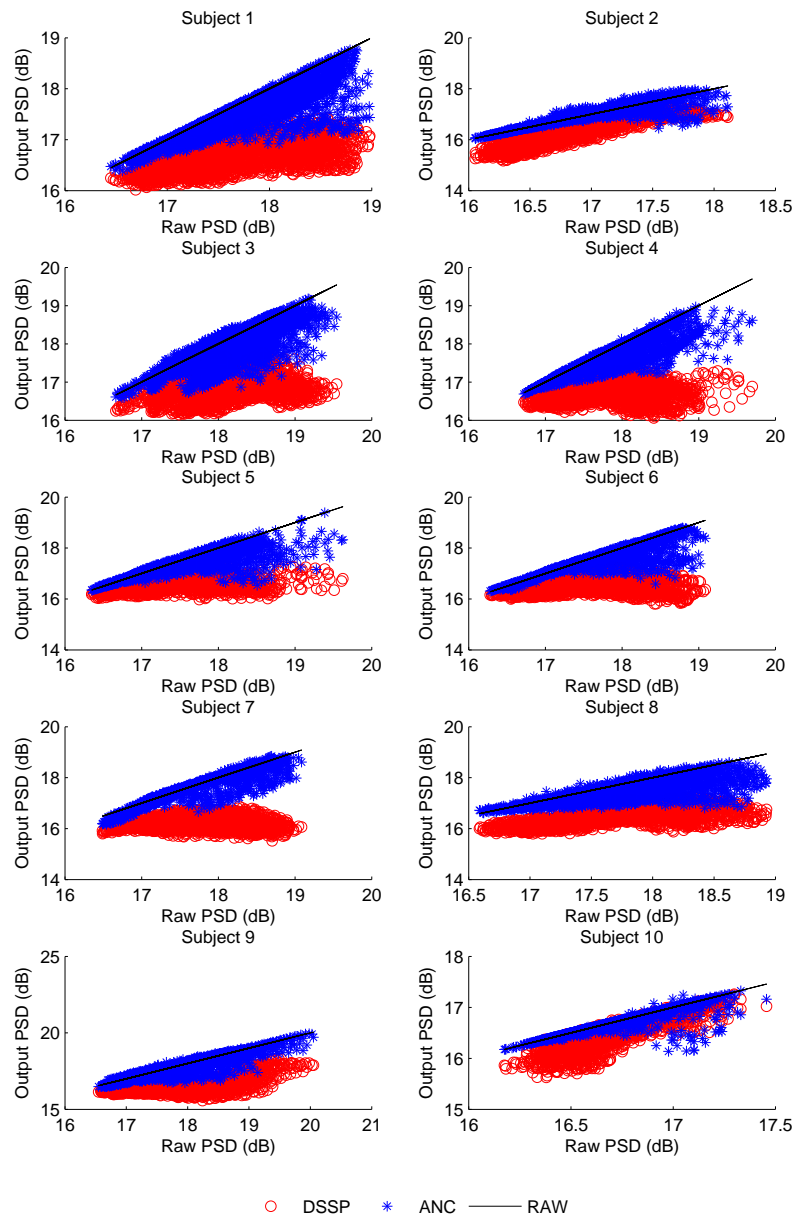 Subject 1
Subject 2
19
18
17
16
Output PSD (dB)
16 17 18 19
Raw PSD (dB)
20
18
16
14
Output PSD (dB)
16 16.5 17 17.5 18 18.5
Raw PSD (dB)
Subject 3
Subject 4
20
19
18
17
16
Output PSD (dB)
16 17 18 19 20
Raw PSD (dB)
20
19
18
17
16
Output PSD (dB)
16 17 18 19 20
Raw PSD (dB)
Subject 5
Subject 6
20
18
16
14
Output PSD (dB)
16 17 18 19 20
Raw PSD (dB)
20
18
16
14
Output PSD (dB)
16 17 18 19 20
Raw PSD (dB)
Subject 7
Subject 8
20
18
16
14
Output PSD (dB)
16 17 18 19 20
Raw PSD (dB)
20
18
16
14
Output PSD (dB)
16.5 17 17.5 18 18.5 19
Raw PSD (dB)
Subject 9
Subject 10
25
20
15
Output PSD (dB)
16 17 18 19 20 21
Raw PSD (dB)
18
17
16
15
Output PSD (dB)
16 16.5 17 17.5
Raw PSD (dB)
DSSP ANC RAW